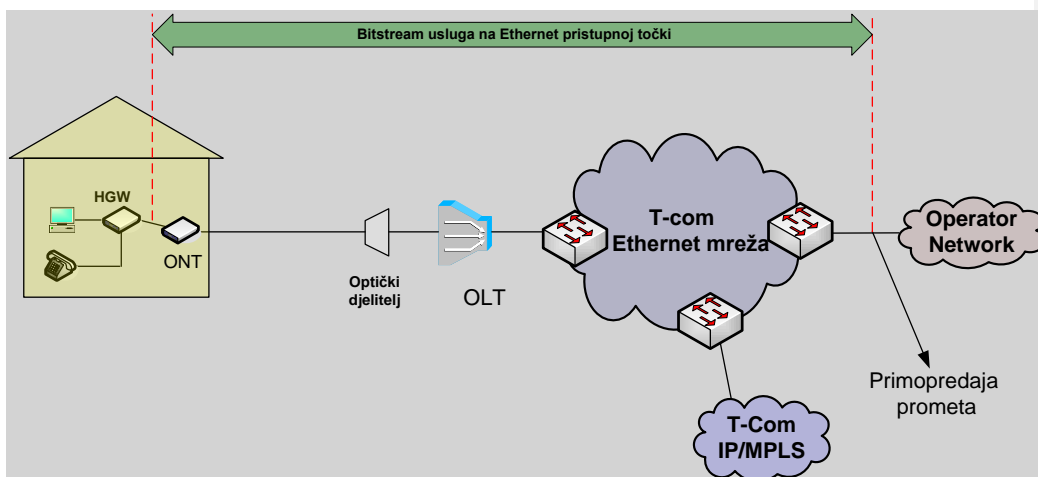 Bitstream usluga na Ethernet pristupnoj točki
HGW
ONT
Optički
djelitelj
OLT
T-com
Ethernet mreža
Operator
Network
Primopredaja
prometa
T-Com
IP/MPLS